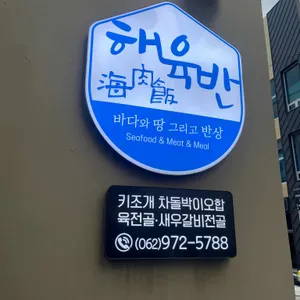 해육반
海肉飯
바다와 땅 그리고 반상
Seafood & Meat & Meal
키조개 차돌박이오합
육전골·새우갈비전골
(062)972-5788